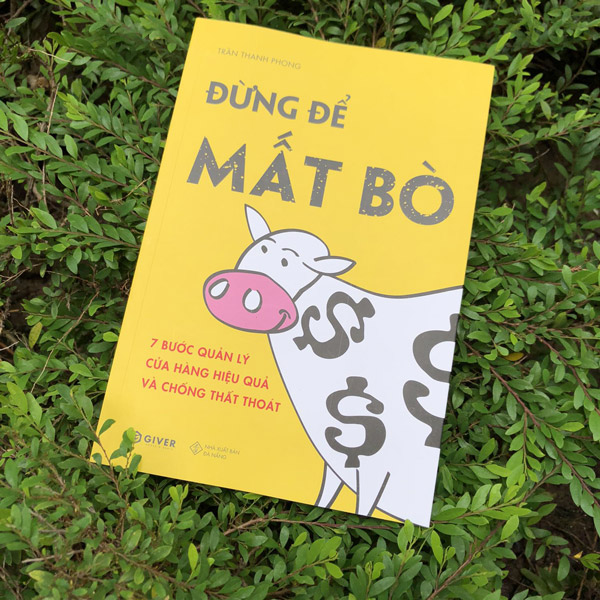 TRẦN THANH PHONG
ĐỪNG ĐỂ
MẤT BÒ
7 BƯỚC QUẢN LÝ
CỬA HÀNG HIỆU QUẢ
VÀ CHỐNG THẤT THOÁT
GIVER
NHÀ XUẤT BẢN
ĐÀ NẴNG